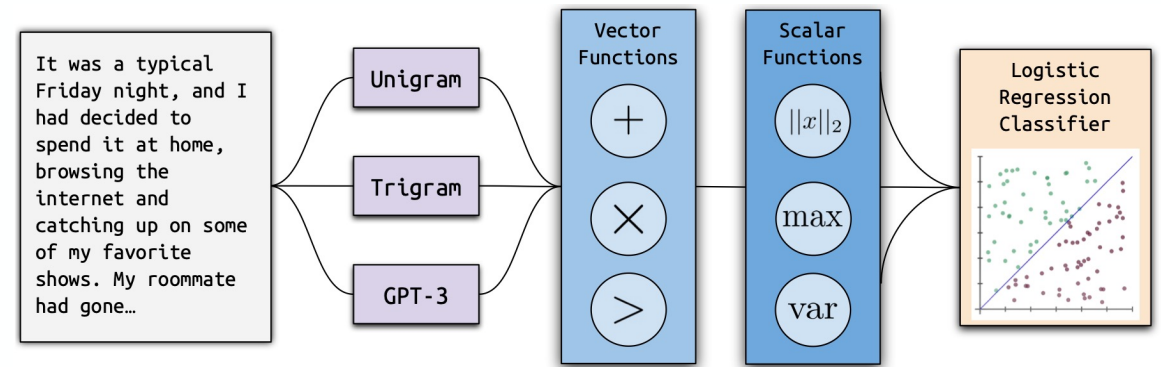 It was a typical
Friday night, and I
had decided to
spend it at home,
browsing the
internet and
catching up on some
of my favorite
shows. My roommate
had gone…
Unigram
Trigram
GPT-3
Vector
Functions
+
×
>
Scalar
Functions
||x||₂
max
var
Logistic
Regression
Classifier